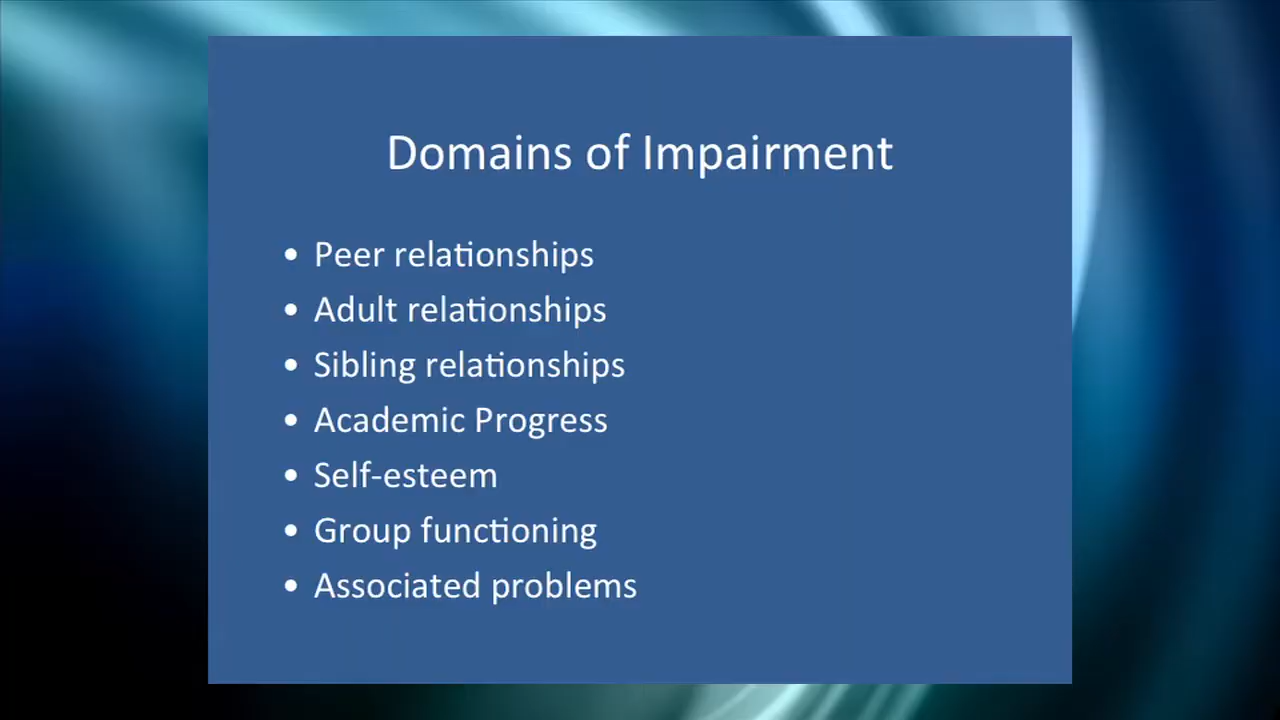 Domains of Impairment
• Peer relationships
• Adult relationships
• Sibling relationships
• Academic Progress
• Self-esteem
• Group functioning
• Associated problems